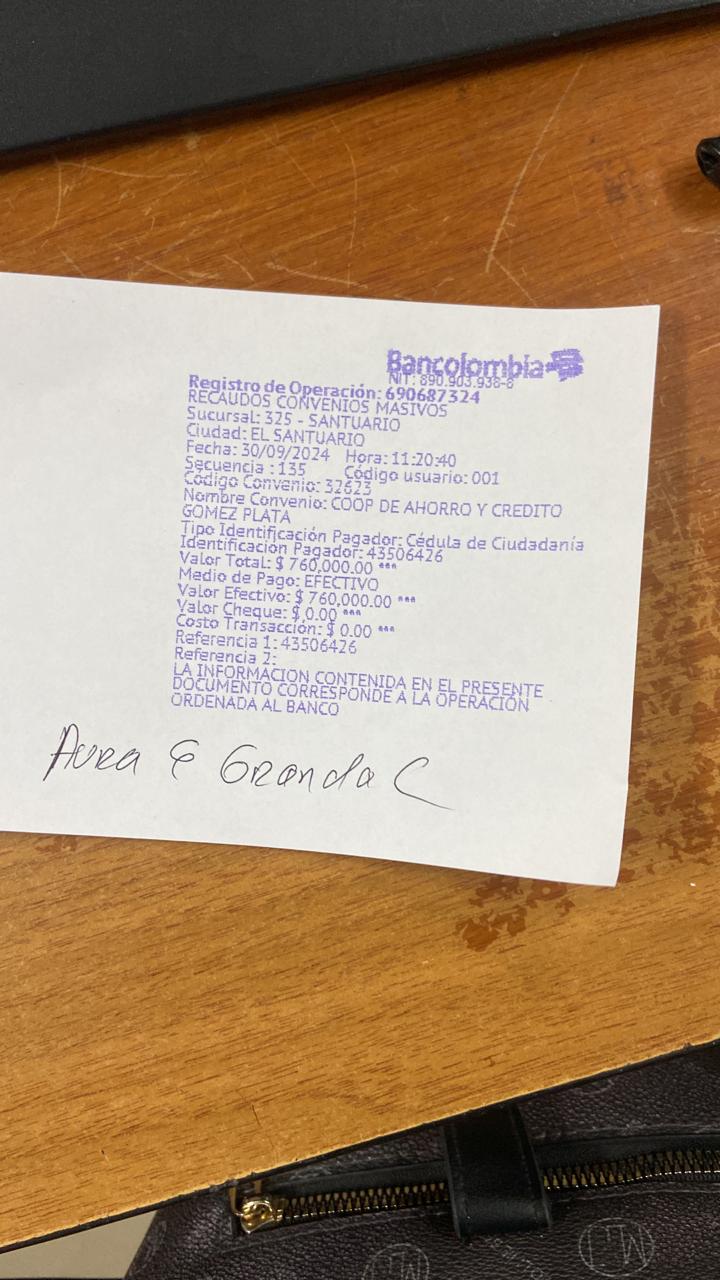 Bancolombia
NIT: 890.903.938-8
Registro de Operación: 690687324
RECAUDOS CONVENIOS MASIVOS
Sucursal: 325 - SANTUARIO
Ciudad: EL SANTUARIO
Fecha: 30/09/2024 Hora: 11:20:40
Secuencia : 135 Código usuario: 001
Código Convenio: 32623
Nombre Convenio: COOP DE AHORRO Y CREDITO
GOMEZ PLATA
Tipo Identificación Pagador: Cédula de Ciudadanía
Identificación Pagador: 43506426
Valor Total: $ 760,000.00 ***
Medio de Pago: EFECTIVO
Valor Efectivo: $ 760,000.00 ***
Valor Cheque: $ 0.00 ***
Costo Transacción: $ 0.00 ***
Referencia 1: 43506426
Referencia 2:
LA INFORMACION CONTENIDA EN EL PRESENTE
DOCUMENTO CORRESPONDE A LA OPERACIÓN
ORDENADA AL BANCO
Aura E Granda C